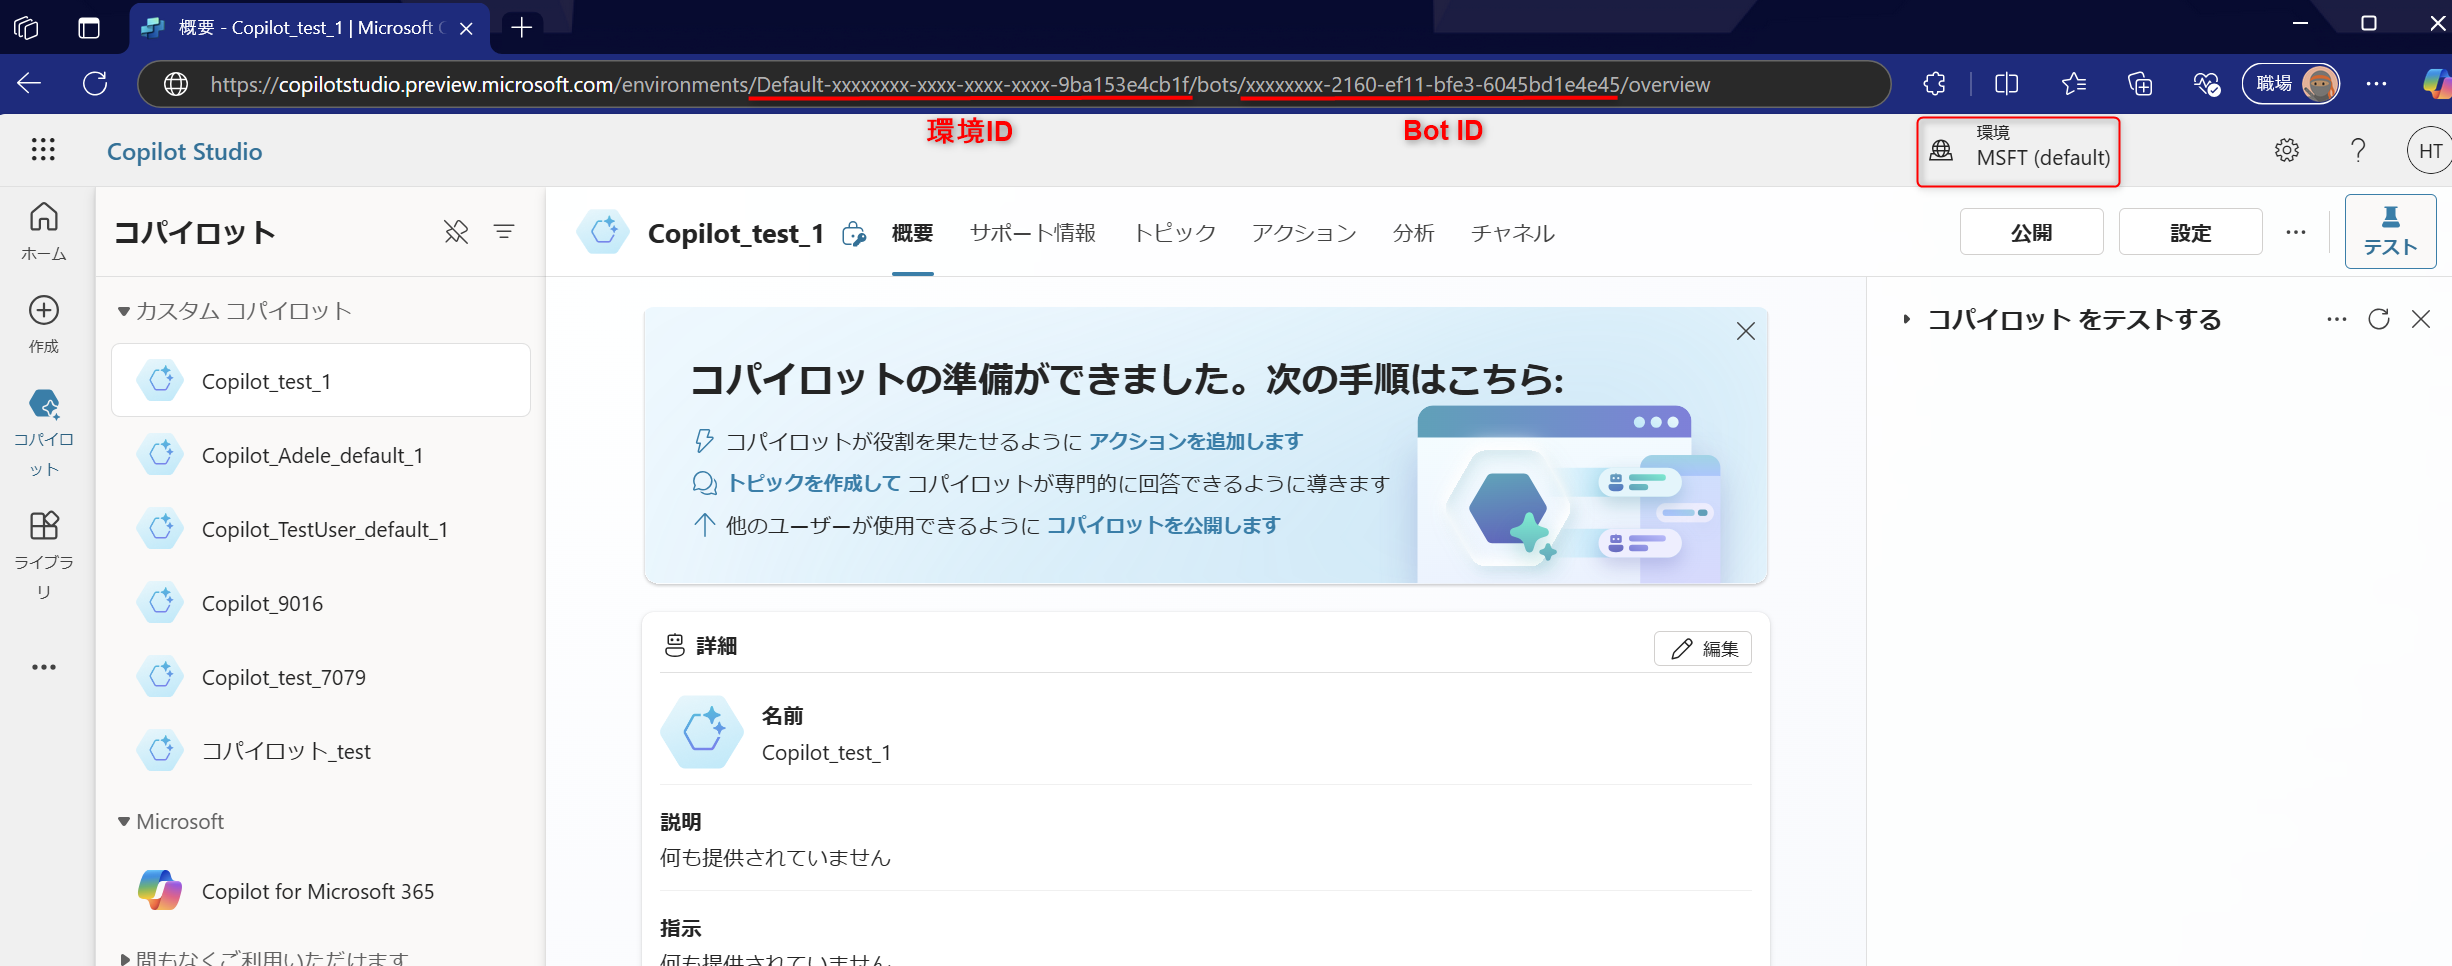 概要 - Copilot_test_1 | Microsoft C
https://copilotstudio.preview.microsoft.com/environments/Default-xxxxxxxx-xxxx-xxxx-xxxx-9ba153e4cb1f/bots/xxxxxxxx-2160-ef11-bfe3-6045bd1e4e45/overview
職場
環境ID
Bot ID
Copilot Studio
環境
MSFT (default)
HT
ホーム
作成
コパイロ
ット
ライブラ
リ
コパイロット
カスタム コパイロット
Copilot_test_1
Copilot_Adele_default_1
Copilot_TestUser_default_1
Copilot_9016
Copilot_test_7079
コパイロット_test
Microsoft
Copilot for Microsoft 365
間もなくご利用いただけます
Copilot_test_1
概要
サポート情報
トピック
アクション
分析
チャネル
公開
設定
テスト
コパイロットの準備ができました。次の手順はこちら:
コパイロットが役割を果たせるように アクションを追加します
トピックを作成して コパイロットが専門的に回答できるように導きます
他のユーザーが使用できるように コパイロットを公開します
詳細
編集
名前
Copilot_test_1
説明
何も提供されていません
指示
何も提供されていません
コパイロット をテストする